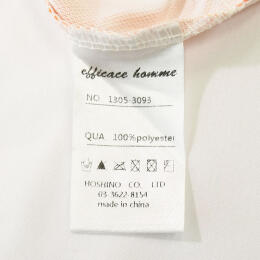 efficace homme
NO 1305-3093
QUA 100%polyester
HOSHINO CO. LTD
03-3622-8154
made in china